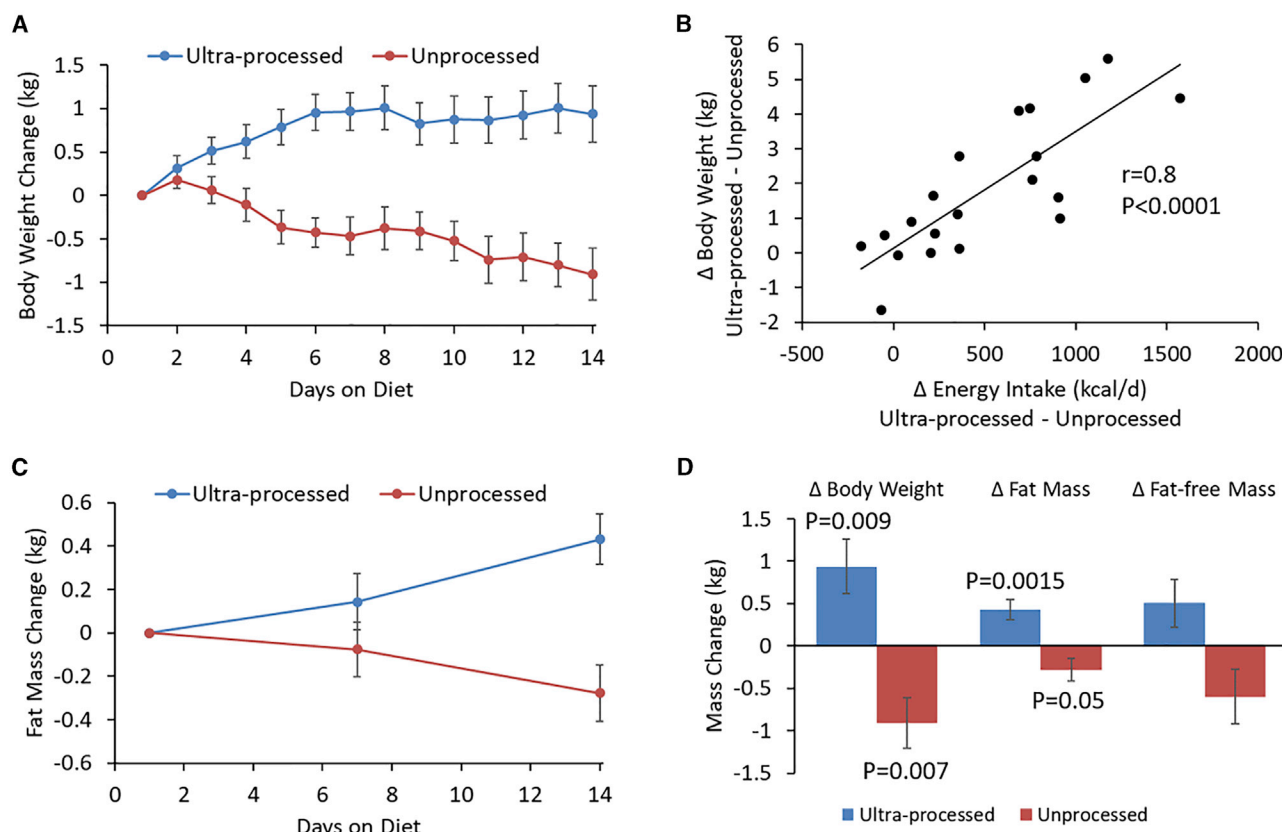 A
Ultra-processed Unprocessed
Body Weight Change (kg)
1.5
1
0.5
0
-0.5
-1
-1.5
0 2 4 6 8 10 12 14
Days on Diet
B
Δ Body Weight (kg)
Ultra-processed - Unprocessed
6
5
4
3
2
1
0
-1
-2
r=0.8
P<0.0001
-500 0 500 1000 1500 2000
Δ Energy Intake (kcal/d)
Ultra-processed - Unprocessed
C
Ultra-processed Unprocessed
Fat Mass Change (kg)
0.6
0.4
0.2
0
-0.2
-0.4
-0.6
0 2 4 6 8 10 12 14
Days on Diet
D
Δ Body Weight Δ Fat Mass Δ Fat-free Mass
Mass Change (kg)
1.5
1
0.5
0
-0.5
-1
-1.5
P=0.009
P=0.0015
P=0.05
P=0.007
Ultra-processed Unprocessed